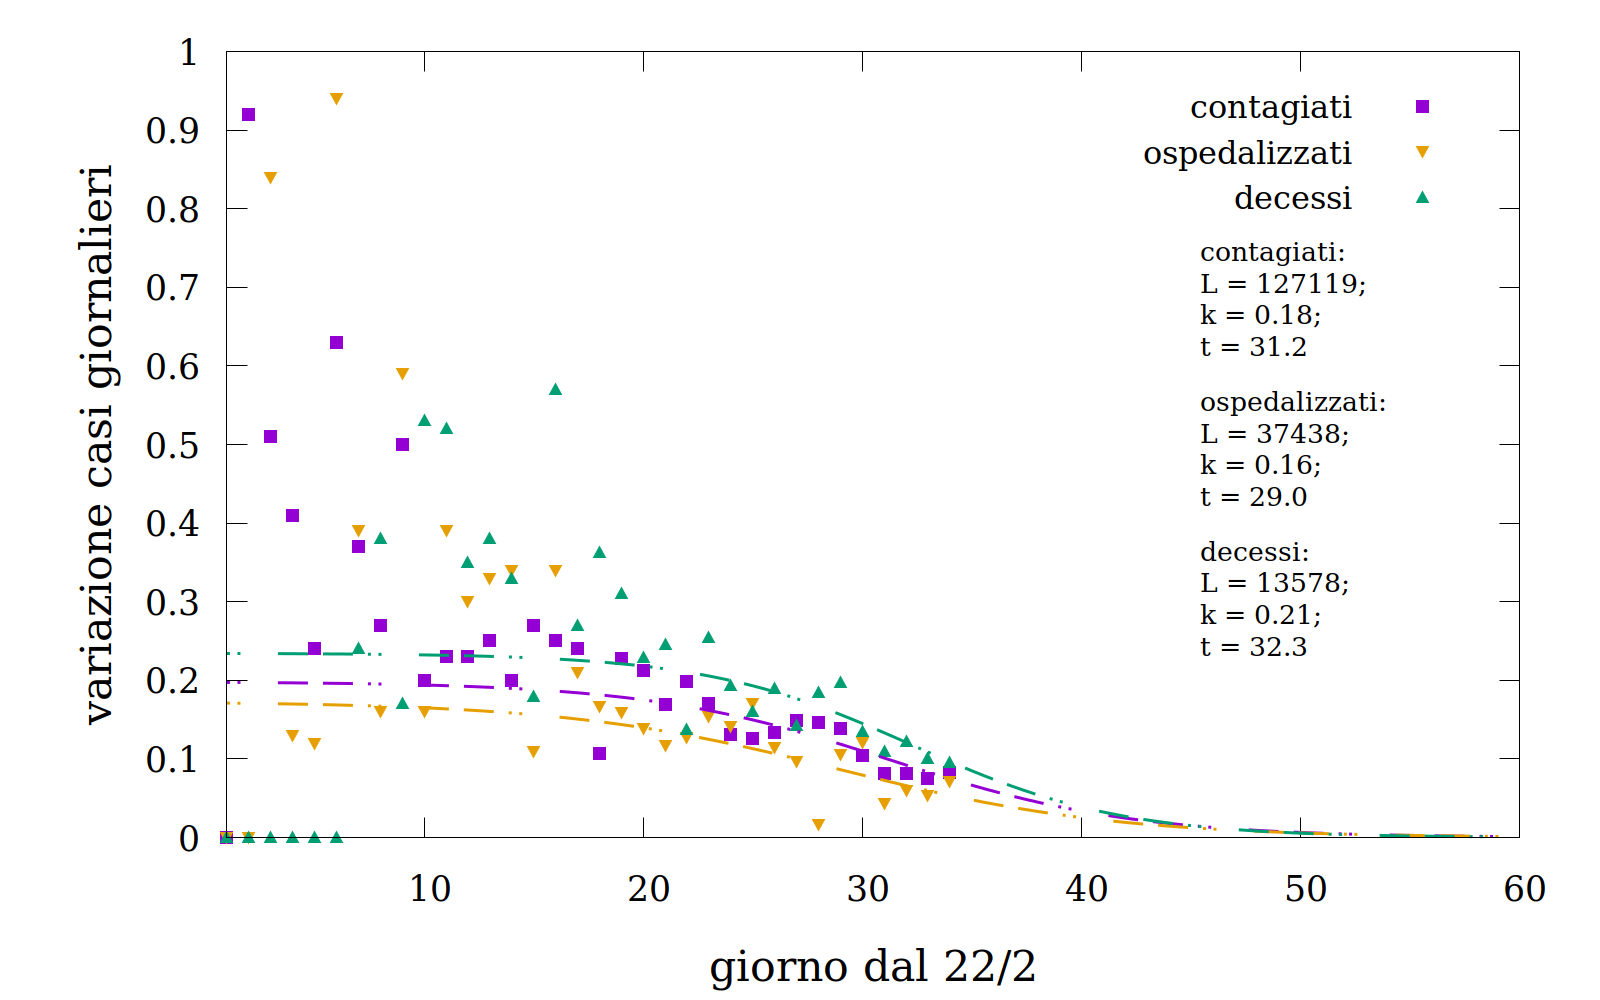 1
0.9
0.8
0.7
0.6
0.5
0.4
0.3
0.2
0.1
0
variazione casi giornalieri
10 20 30 40 50 60
giorno dal 22/2
contagiati
ospedalizzati
decessi
contagiati:
L = 127119;
k = 0.18;
t = 31.2
ospedalizzati:
L = 37438;
k = 0.16;
t = 29.0
decessi:
L = 13578;
k = 0.21;
t = 32.3